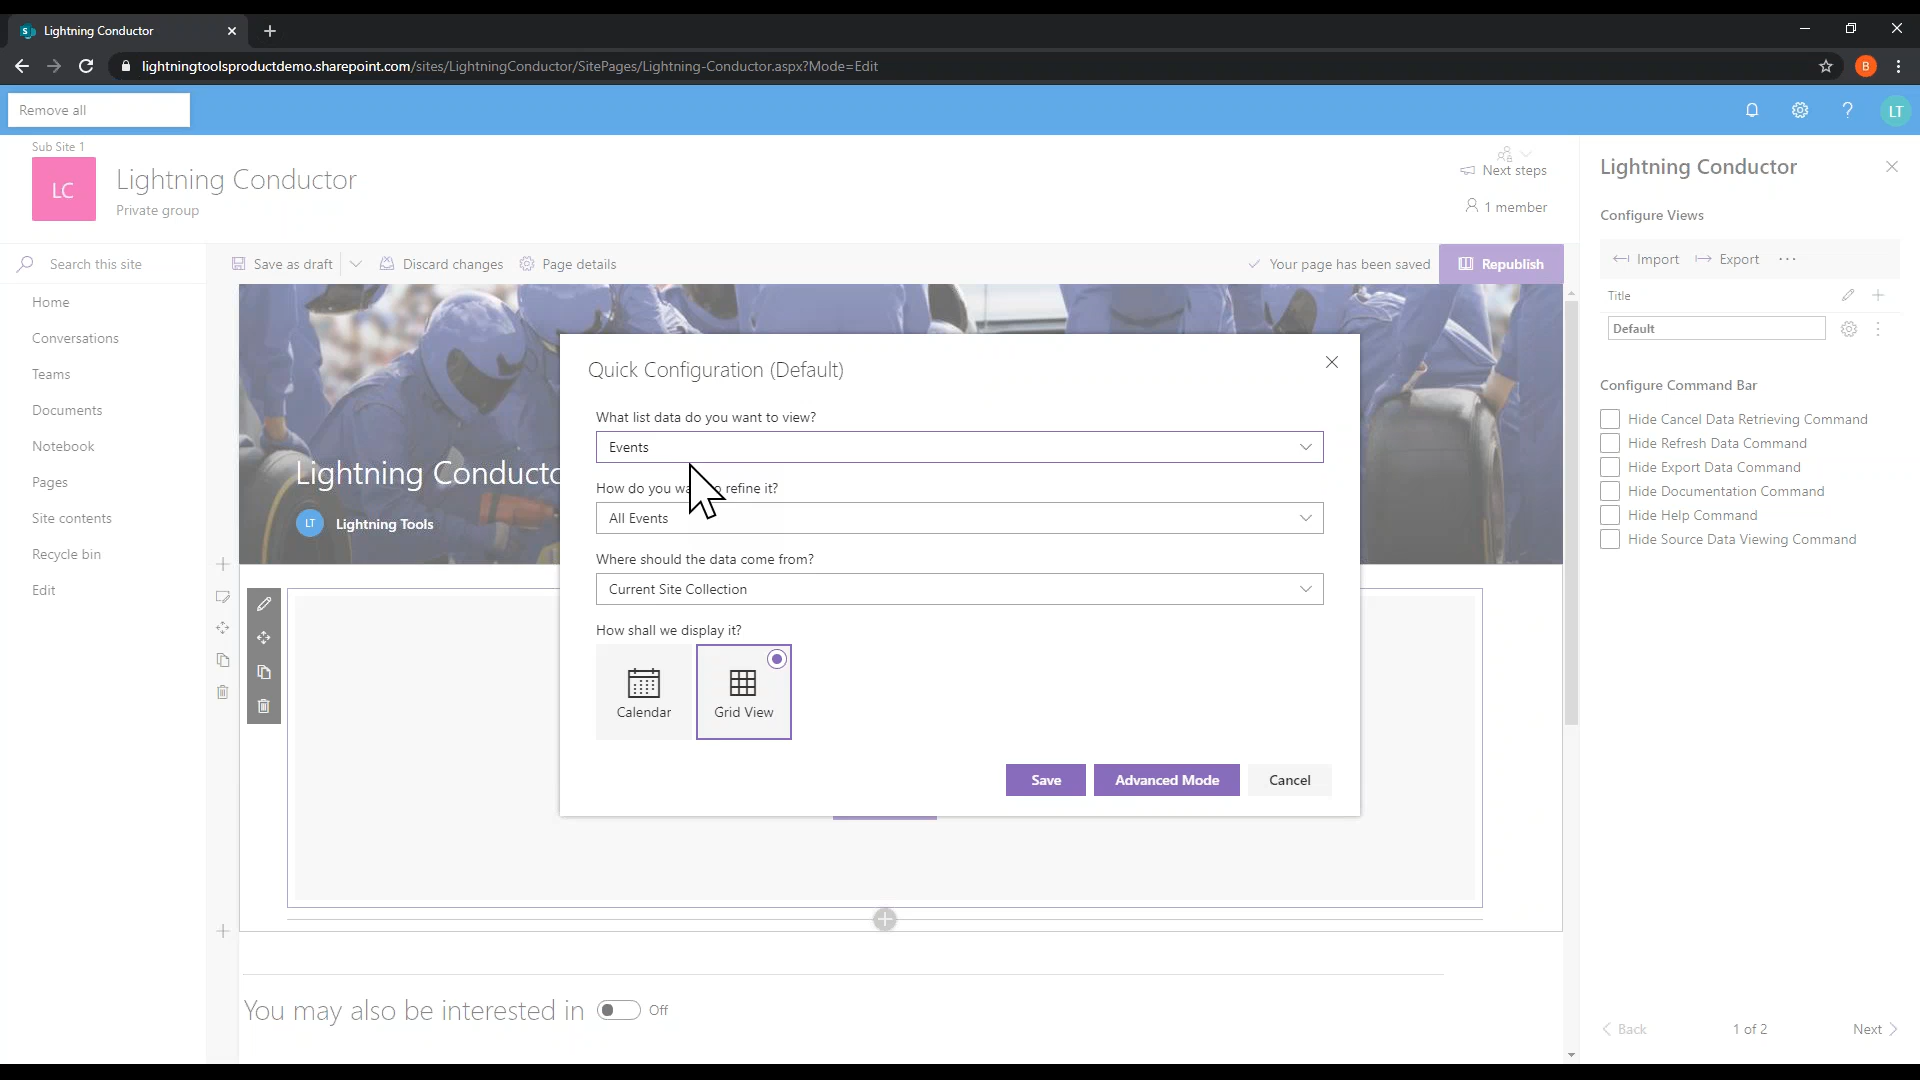 Lightning Conductor
lightningtoolsproductdemo.sharepoint.com/sites/LightningConductor/SitePages/Lightning-Conductor.aspx?Mode=Edit
B
Remove all
?
LT
Sub Site 1
LC
Lightning Conductor
Private group
Next steps
1 member
Search this site
Save as draft
Discard changes
Page details
Your page has been saved
Republish
Home
Conversations
Teams
Documents
Notebook
Pages
Site contents
Recycle bin
Edit
Lightning Conducto
LT
Lightning Tools
Quick Configuration (Default)
What list data do you want to view?
Events
How do you wa refine it?
All Events
Where should the data come from?
Current Site Collection
How shall we display it?
Calendar
Grid View
Save
Advanced Mode
Cancel
You may also be interested in
Off
Lightning Conductor
Configure Views
Import
Export
Title
Default
Configure Command Bar
Hide Cancel Data Retrieving Command
Hide Refresh Data Command
Hide Export Data Command
Hide Documentation Command
Hide Help Command
Hide Source Data Viewing Command
Back
1 of 2
Next